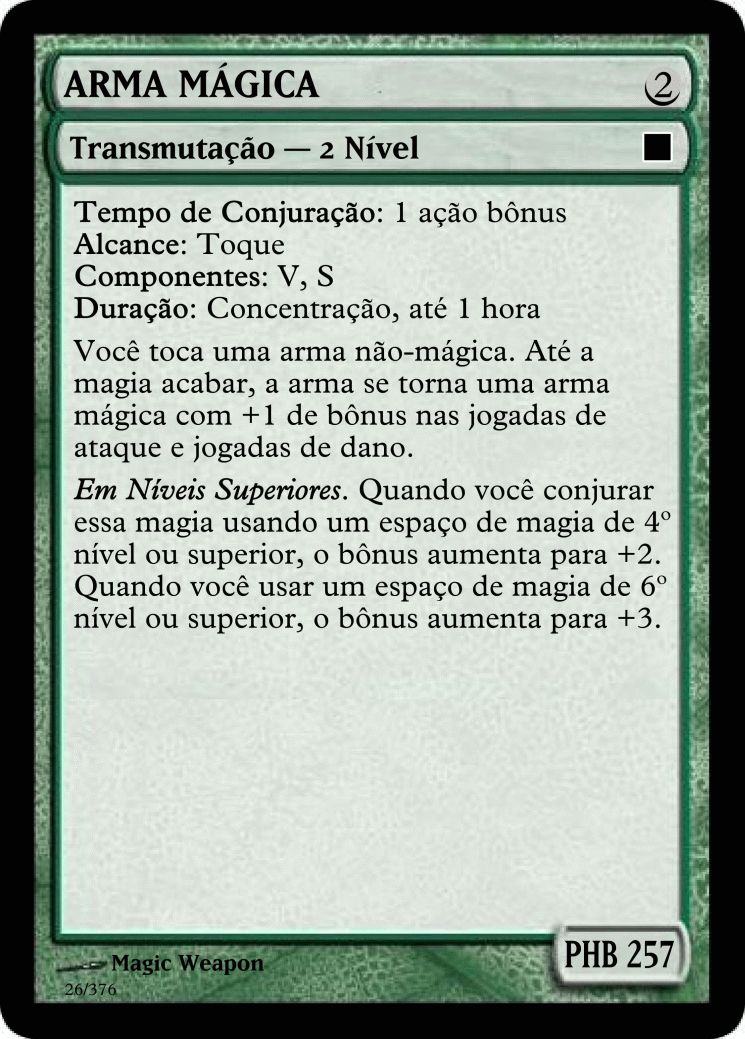 ARMA MÁGICA 2
Transmutação — 2 Nível
Tempo de Conjuração: 1 ação bônus
Alcance: Toque
Componentes: V, S
Duração: Concentração, até 1 hora
Você toca uma arma não-mágica. Até a
magia acabar, a arma se torna uma arma
mágica com +1 de bônus nas jogadas de
ataque e jogadas de dano.
Em Níveis Superiores. Quando você conjurar
essa magia usando um espaço de magia de 4º
nível ou superior, o bônus aumenta para +2.
Quando você usar um espaço de magia de 6º
nível ou superior, o bônus aumenta para +3.
PHB 257
Magic Weapon
26/376